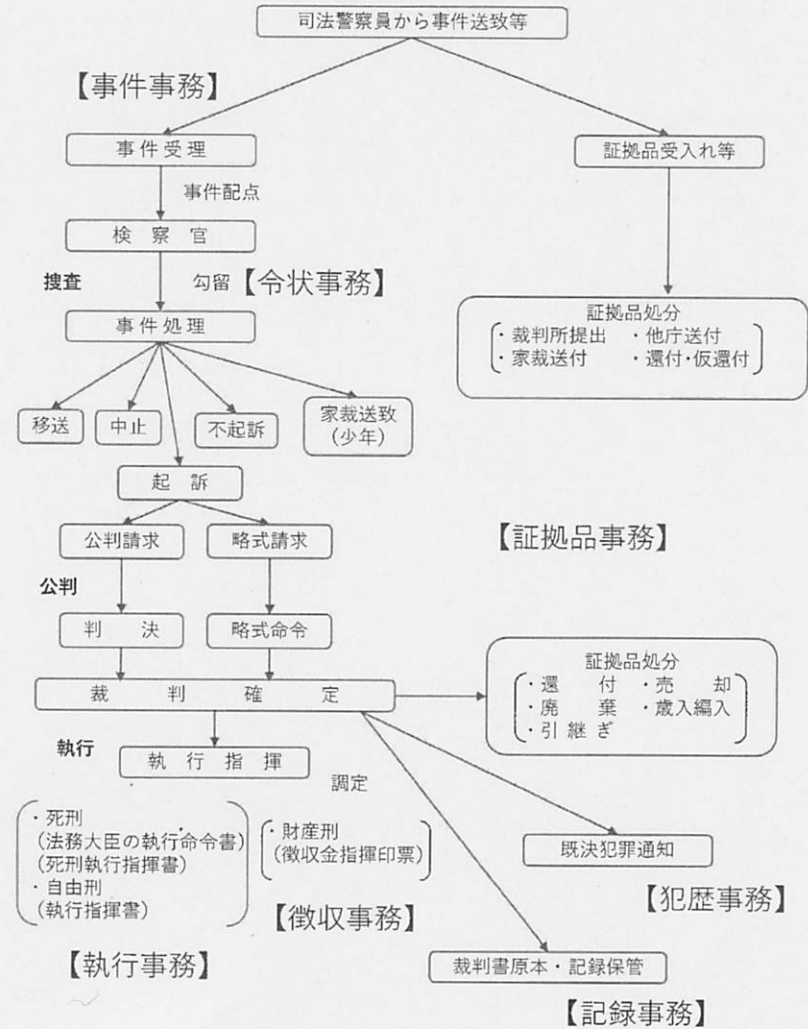 司法警察員から事件送致等
【事件事務】
事件受理
証拠品受入れ等
事件配点
検察官
捜査
勾留
【令状事務】
事件処理
証拠品処分
・裁判所提出 ・他庁送付
・家裁送付 ・還付・仮還付
移送
中止
不起訴
家裁送致
(少年)
起訴
公判請求
略式請求
【証拠品事務】
公判
判決
略式命令
裁判確定
証拠品処分
・還付 ・売却
・廃棄 ・歳入編入
・引継ぎ
執行
執行指揮
調定
・死刑
(法務大臣の執行命令書)
(死刑執行指揮書)
・自由刑
(執行指揮書)
・財産刑
(徴収金指揮印票)
既決犯罪通知
【犯歴事務】
【徴収事務】
【執行事務】
裁判書原本・記録保管
【記録事務】